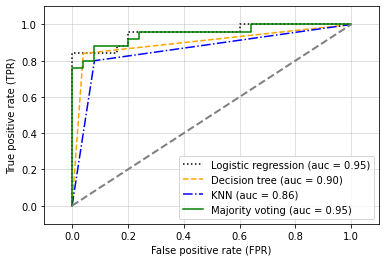 1.0
0.8
0.6
0.4
0.2
0.0
True positive rate (TPR)
Logistic regression (auc = 0.95)
Decision tree (auc = 0.90)
KNN (auc = 0.86)
Majority voting (auc = 0.95)
0.0 0.2 0.4 0.6 0.8 1.0
False positive rate (FPR)